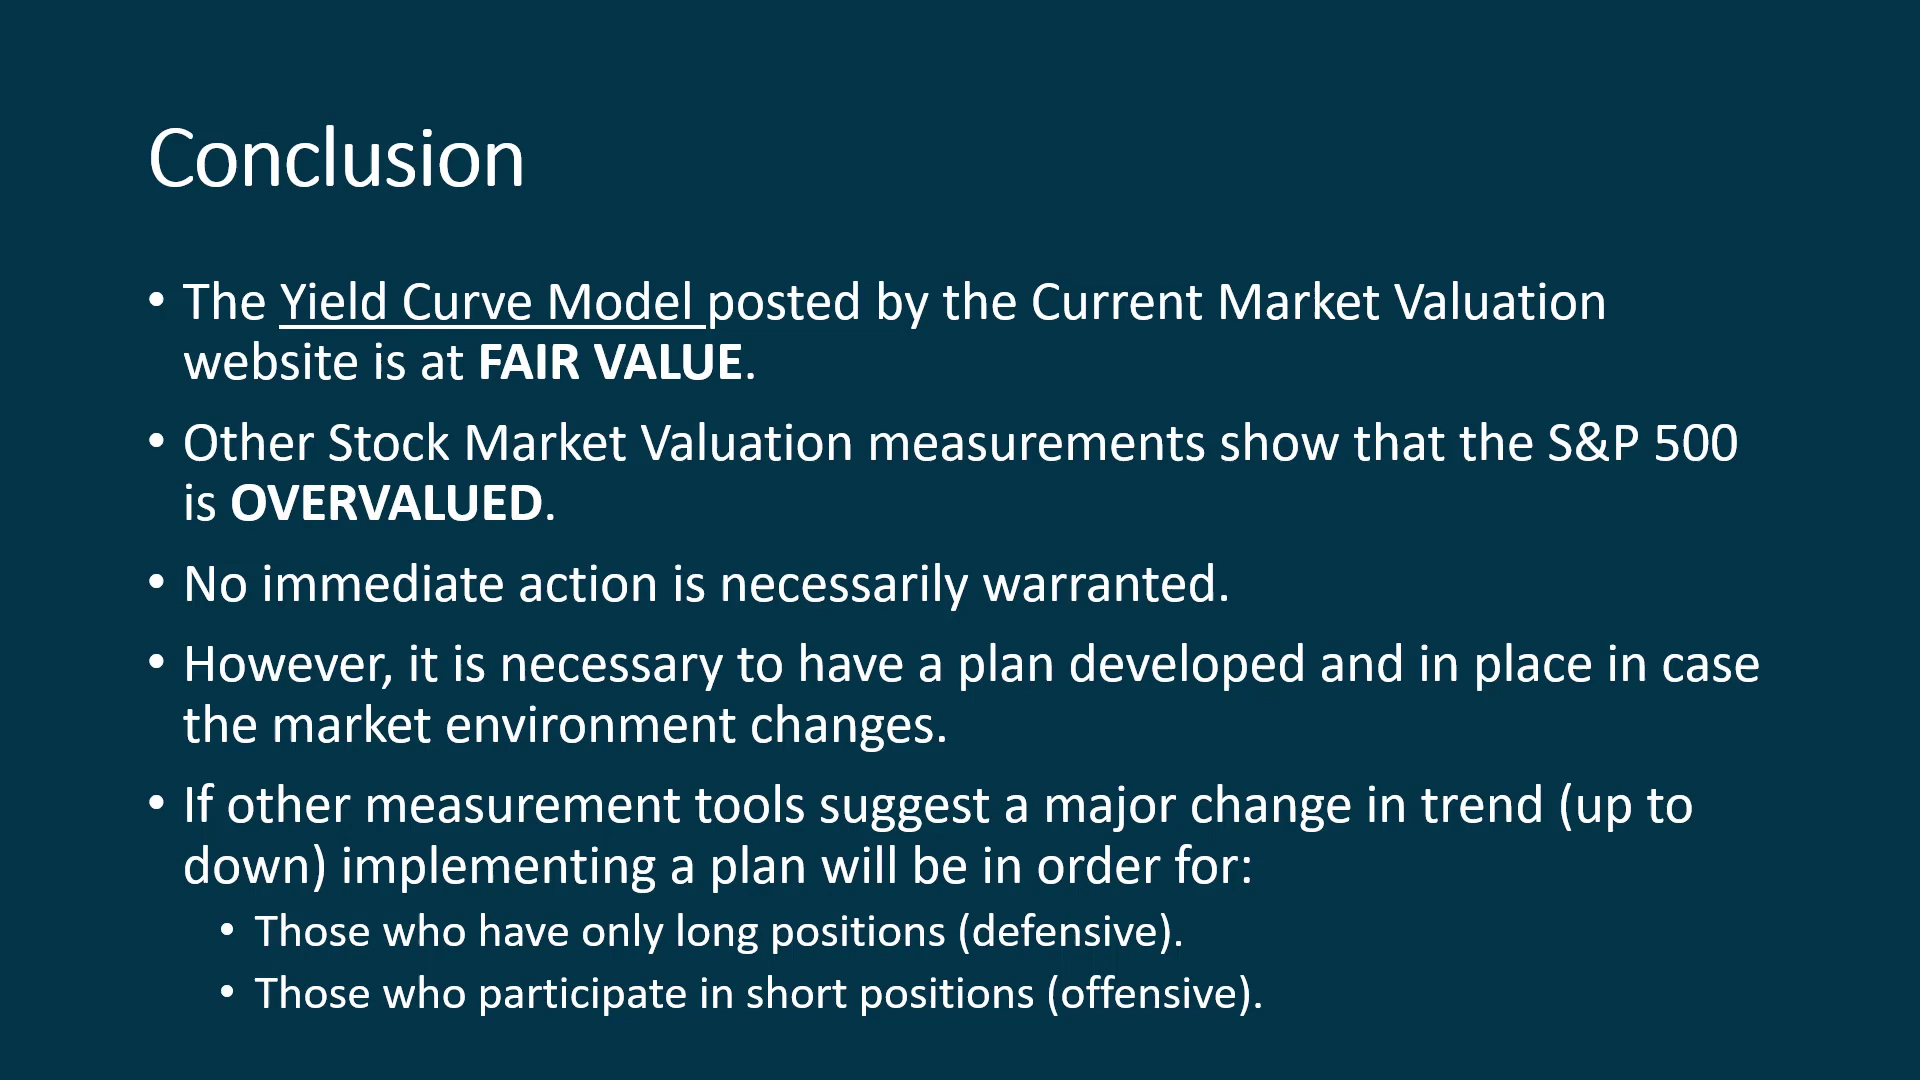 Conclusion
• The Yield Curve Model posted by the Current Market Valuation
website is at FAIR VALUE.
• Other Stock Market Valuation measurements show that the S&P 500
is OVERVALUED.
• No immediate action is necessarily warranted.
• However, it is necessary to have a plan developed and in place in case
the market environment changes.
• If other measurement tools suggest a major change in trend (up to
down) implementing a plan will be in order for:
• Those who have only long positions (defensive).
• Those who participate in short positions (offensive).